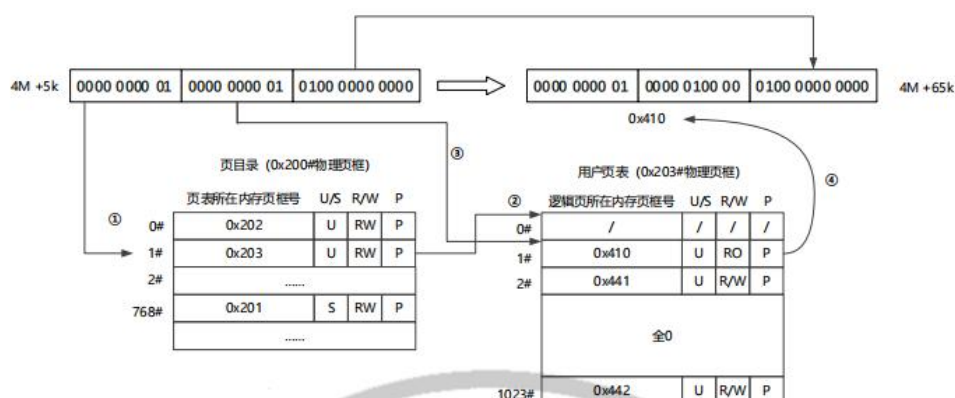 4M +5k 0000 0000 01 0000 0000 01 0100 0000 0000 0000 0000 01 0000 0100 00 0100 0000 0000 4M +65k
0x410
③
④
页目录 (0x200#物理页框)
用户页表 (0x203#物理页框)
页表所在内存页框号 U/S R/W P
② 逻辑页所在内存页框号 U/S R/W P
①
0# 0x202 U RW P
1# 0x203 U RW P
2# ……
768# 0x201 S RW P
……
0# / / / /
1# 0x410 U RO P
2# 0x441 U R/W P
全0
1023# 0x442 U R/W P